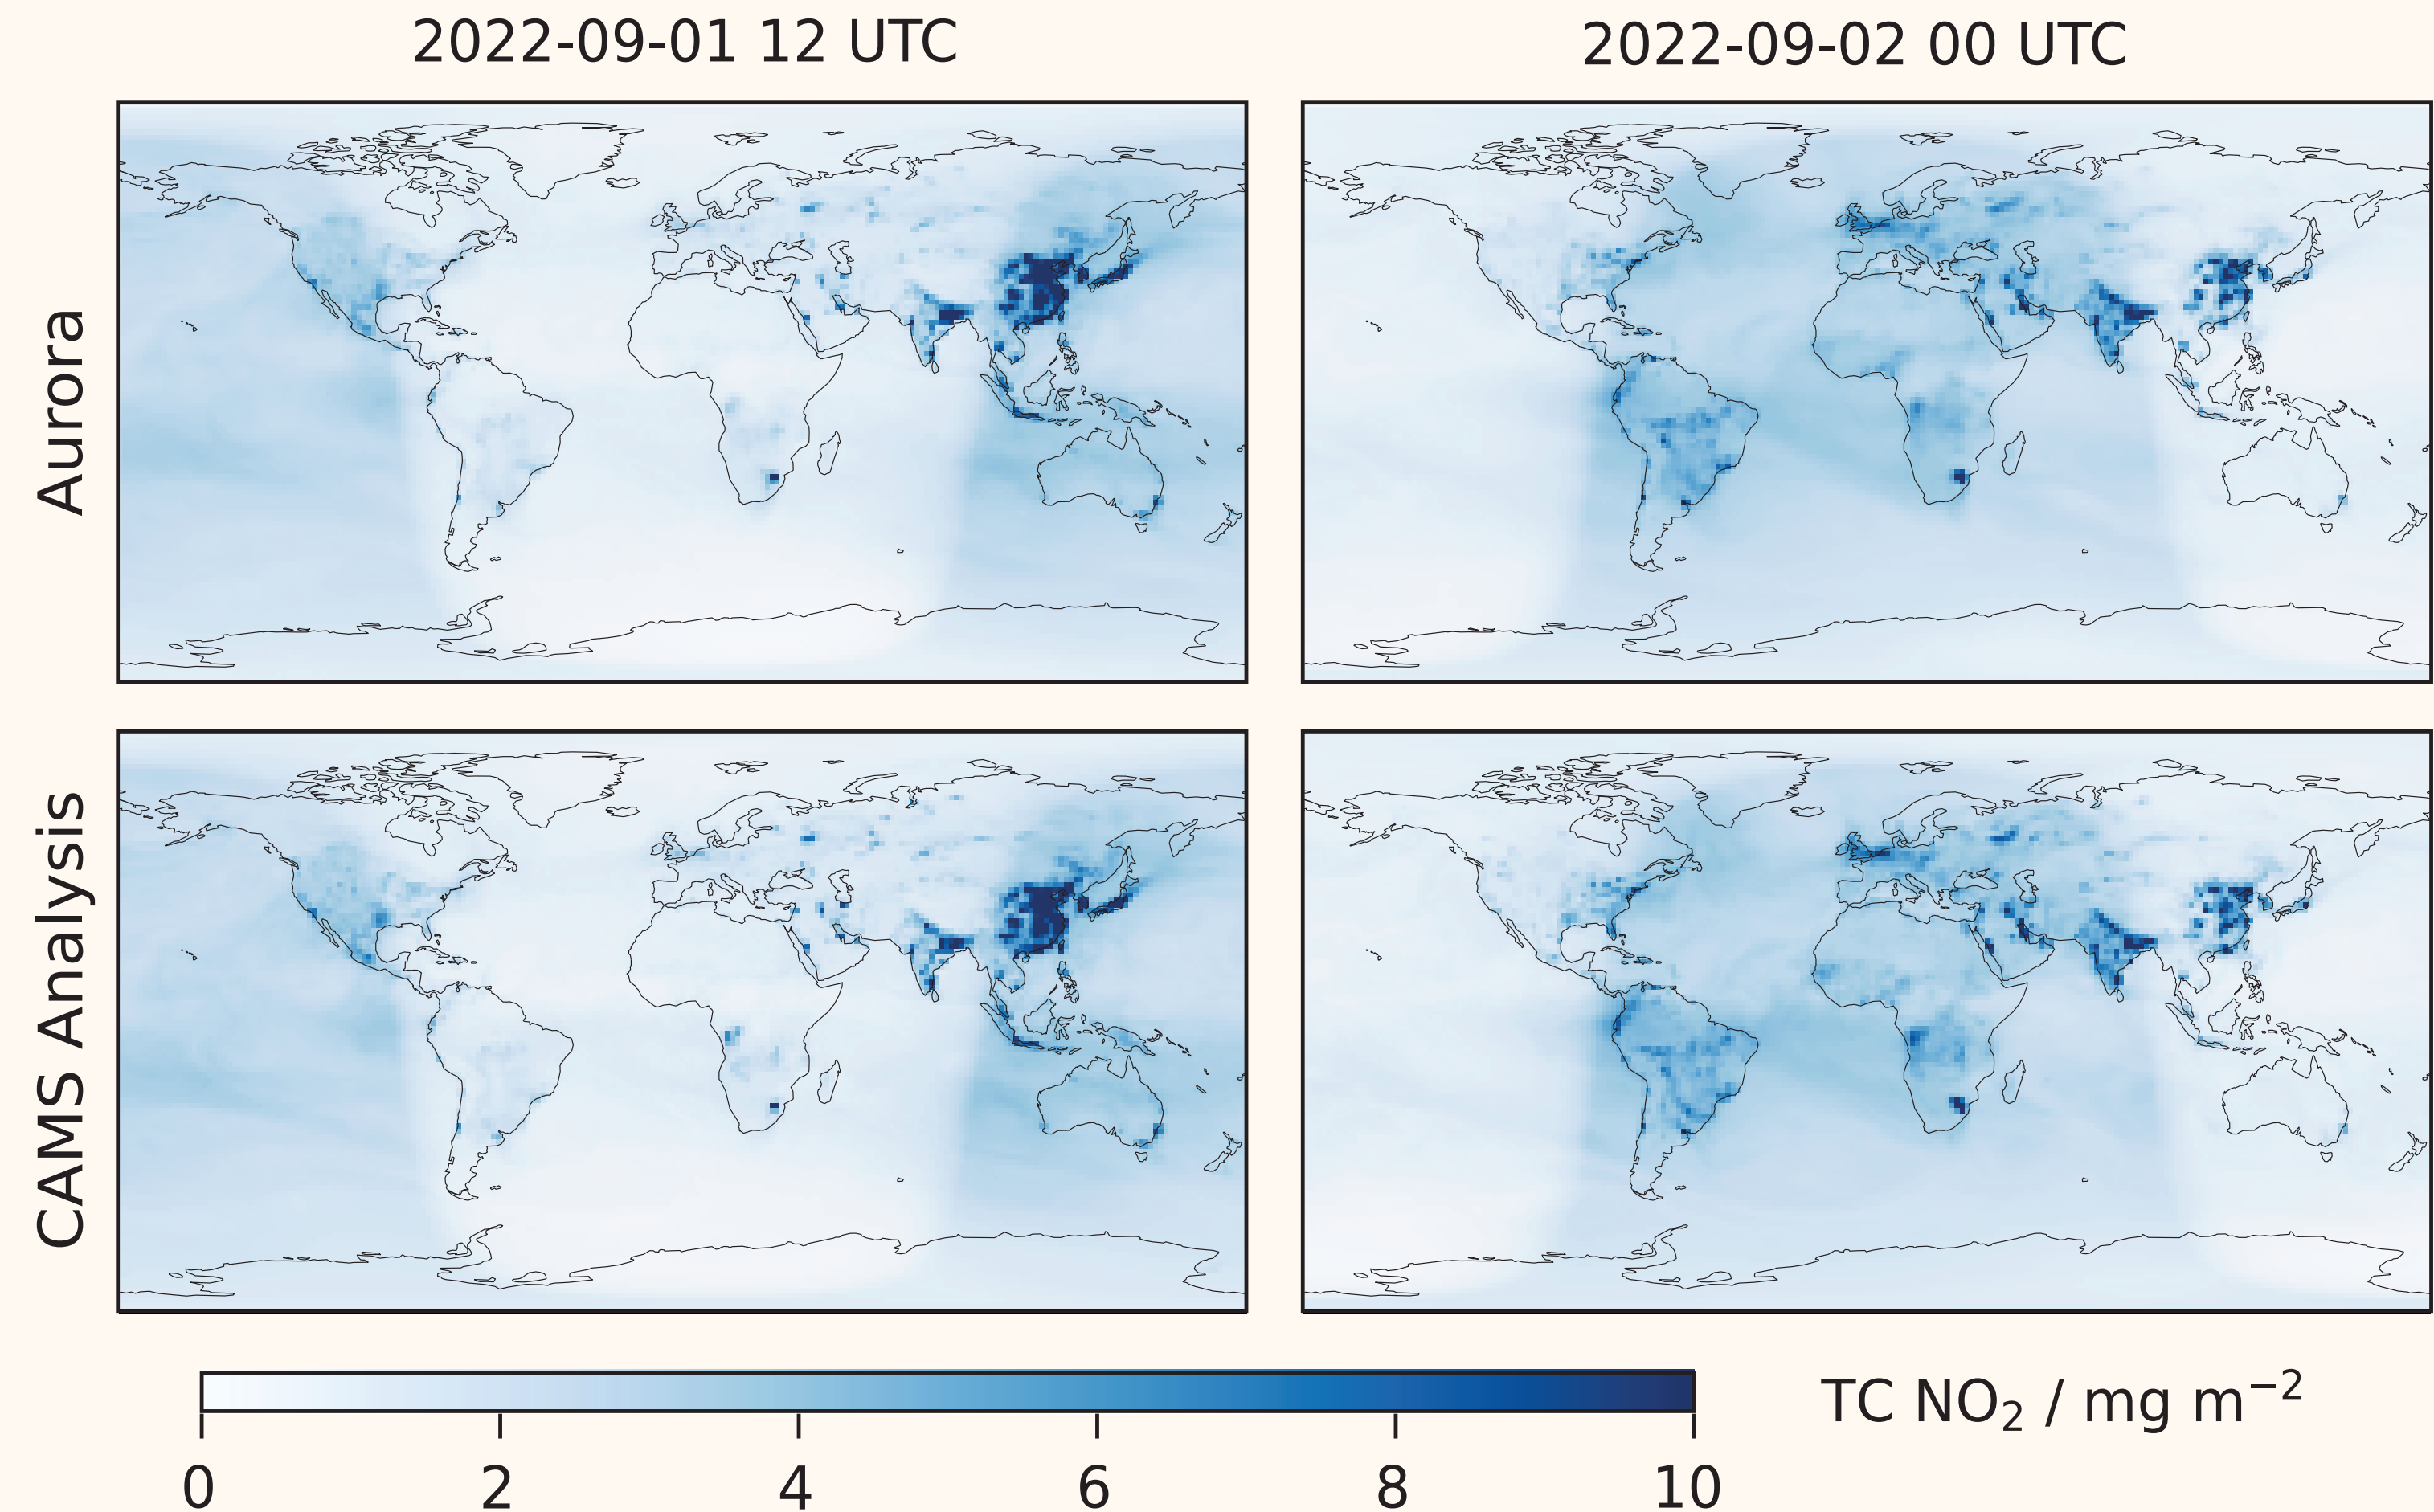 2022-09-01 12 UTC
2022-09-02 00 UTC
Aurora
CAMS Analysis
TC NO₂ / mg m⁻²
0 2 4 6 8 10